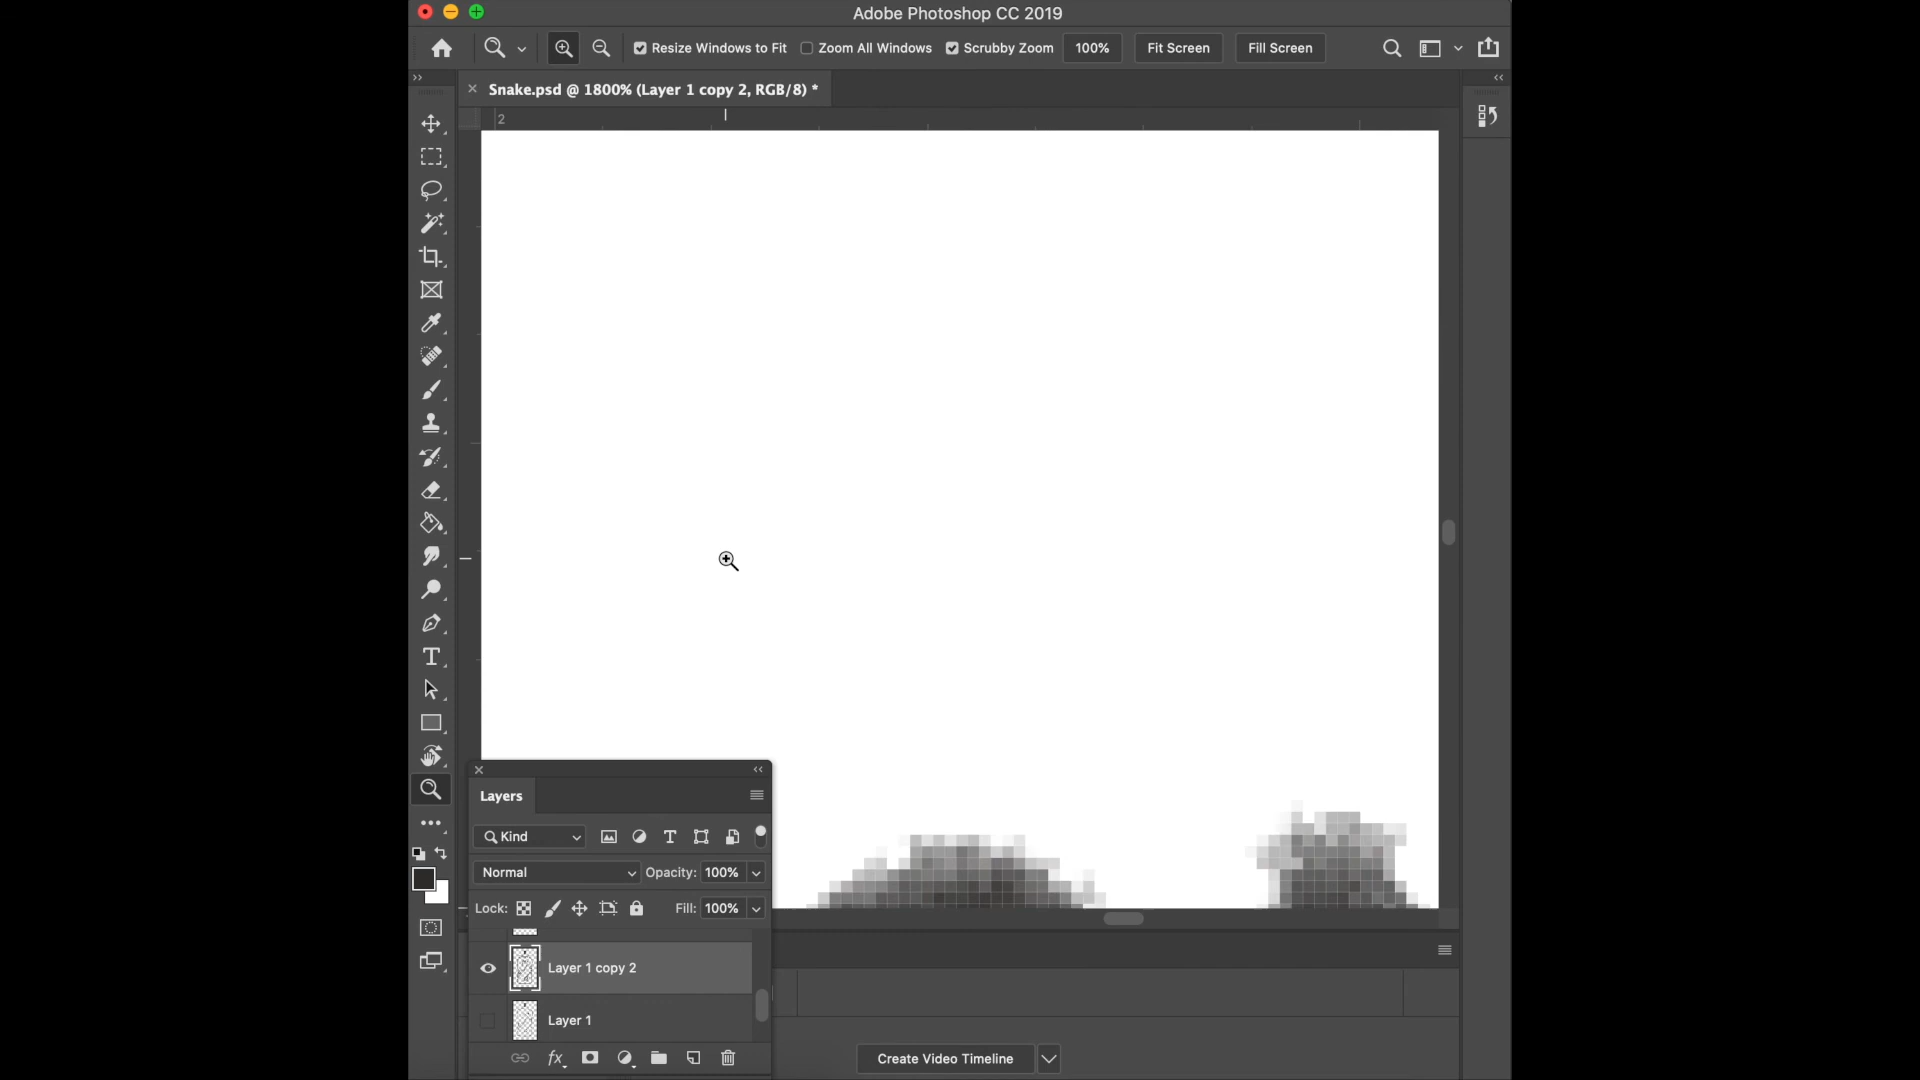 Adobe Photoshop CC 2019
Resize Windows to Fit
Zoom All Windows
Scrubby Zoom
100%
Fit Screen
Fill Screen
Snake.psd @ 1800% (Layer 1 copy 2, RGB/8) *
2
Layers
Kind
Normal
Opacity: 100%
Lock:
Fill: 100%
Layer 1 copy 2
Layer 1
fx
Create Video Timeline